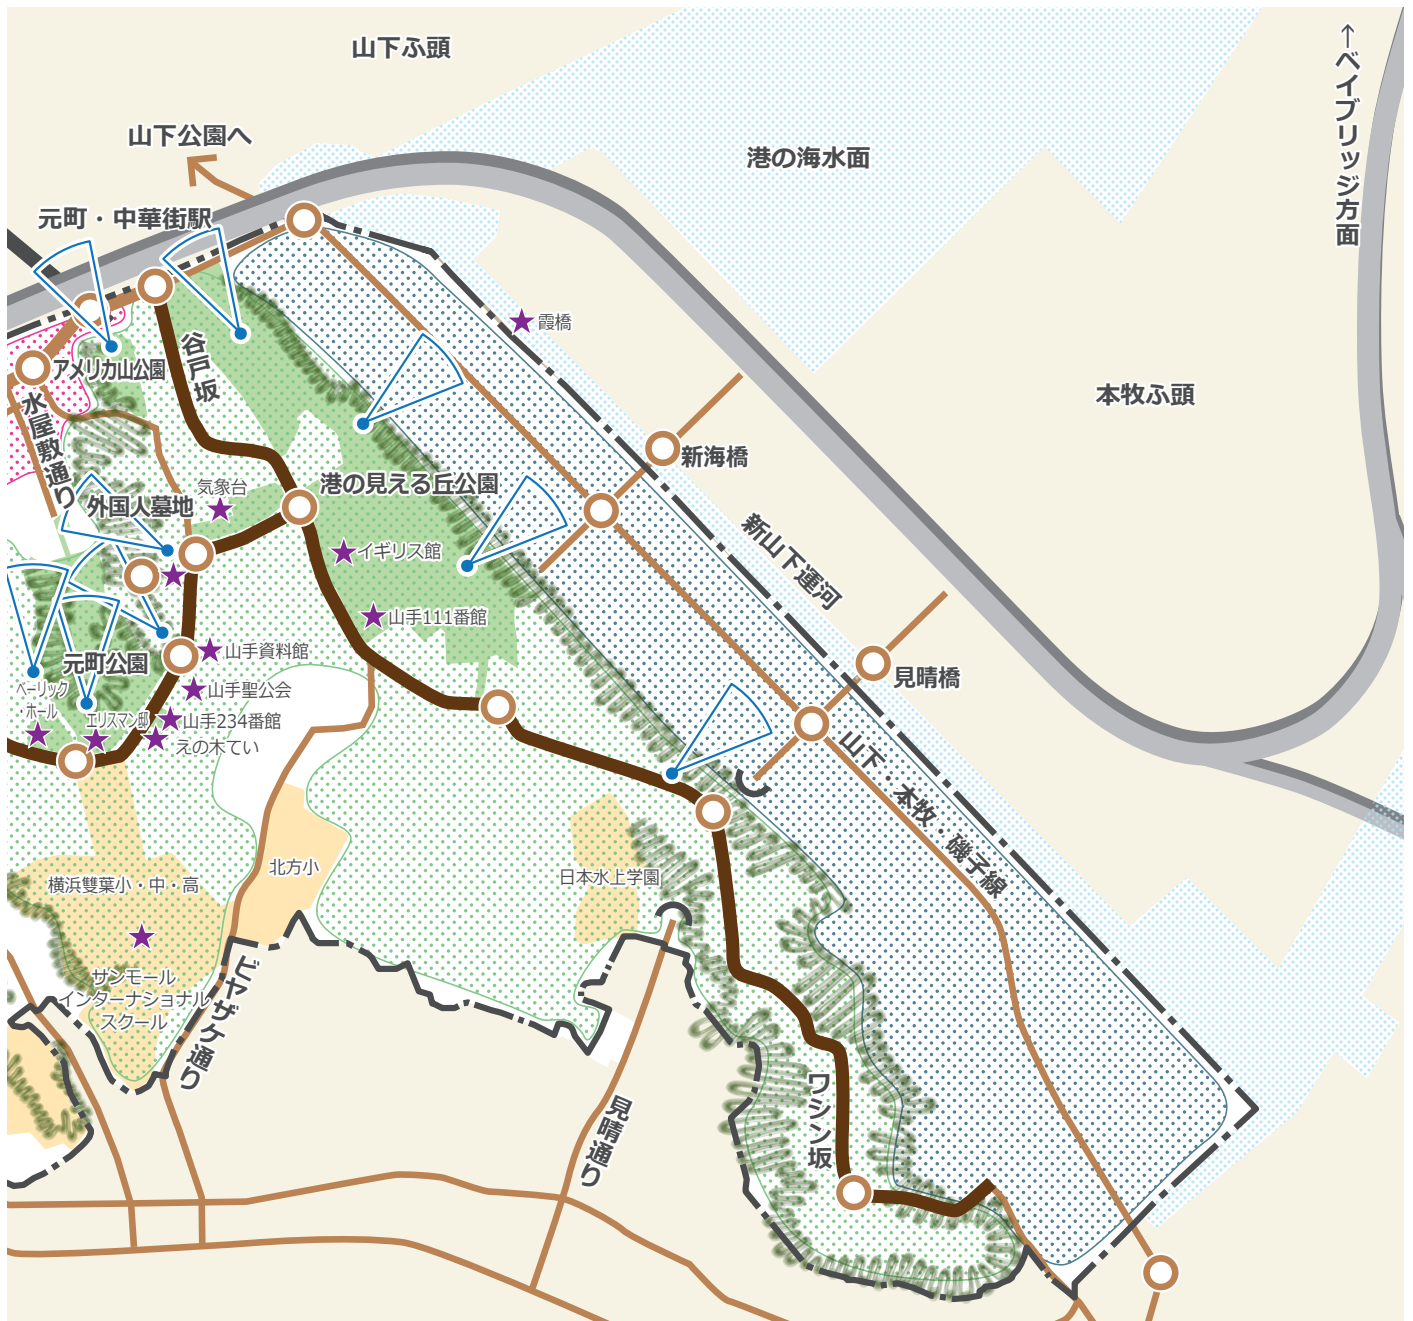 山下ふ頭
←ベイブリッジ方面
山下公園へ
港の海水面
元町・中華街駅
霞橋
谷戸坂
アメリカ山公園
水屋敷通り
本牧ふ頭
新海橋
港の見える丘公園
気象台
外国人墓地
イギリス館
新山下運河
山手111番館
山手資料館
元町公園
見晴橋
ベーリック
・ホール
山手聖公会
エリスマン邸
山手234番館
えの木てい
山下・本牧・磯子線
北方小
日本水上学園
横浜雙葉小・中・高
サンモール
インターナショナル
スクール
ビヤザケ通り
ワシン坂
見晴通り